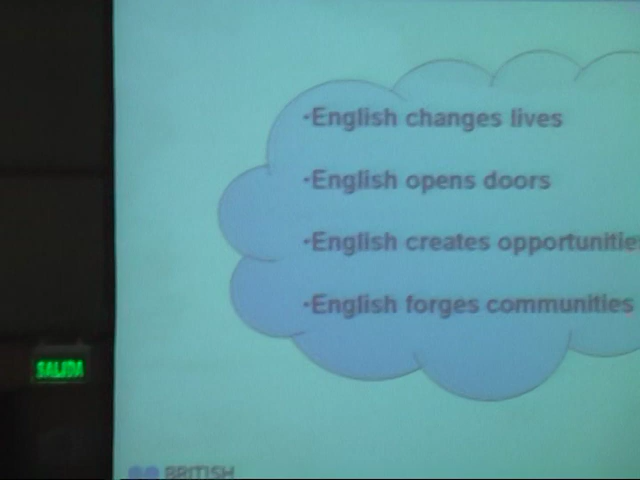 ·English changes lives
·English opens doors
·English creates opportunitie
·English forges communities
SALIDA
BRITISH